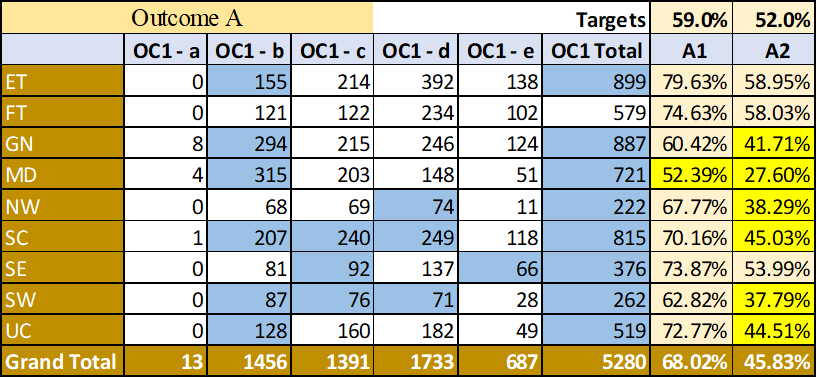 Outcome A Targets 59.0% 52.0%
OC1 - a OC1 - b OC1 - c OC1 - d OC1 - e OC1 Total A1 A2
ET 0 155 214 392 138 899 79.63% 58.95%
FT 0 121 122 234 102 579 74.63% 58.03%
GN 8 294 215 246 124 887 60.42% 41.71%
MD 4 315 203 148 51 721 52.39% 27.60%
NW 0 68 69 74 11 222 67.77% 38.29%
SC 1 207 240 249 118 815 70.16% 45.03%
SE 0 81 92 137 66 376 73.87% 53.99%
SW 0 87 76 71 28 262 62.82% 37.79%
UC 0 128 160 182 49 519 72.77% 44.51%
Grand Total 13 1456 1391 1733 687 5280 68.02% 45.83%